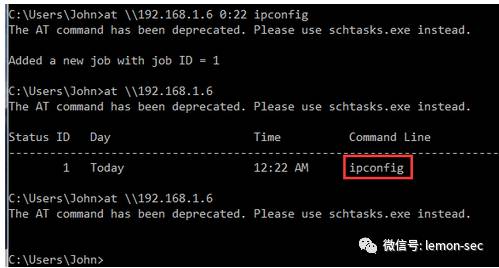 C:\Users\John>at \\192.168.1.6 0:22 ipconfig
The AT command has been deprecated. Please use schtasks.exe instead.
Added a new job with job ID = 1
C:\Users\John>at \\192.168.1.6
The AT command has been deprecated. Please use schtasks.exe instead.
Status ID   Day                     Time          Command Line
-------------------------------------------------------------------------------
        1   Today                   12:22 AM      ipconfig
C:\Users\John>at \\192.168.1.6
The AT command has been deprecated. Please use schtasks.exe instead.
微信号: lemon-sec
C:\Users\John>